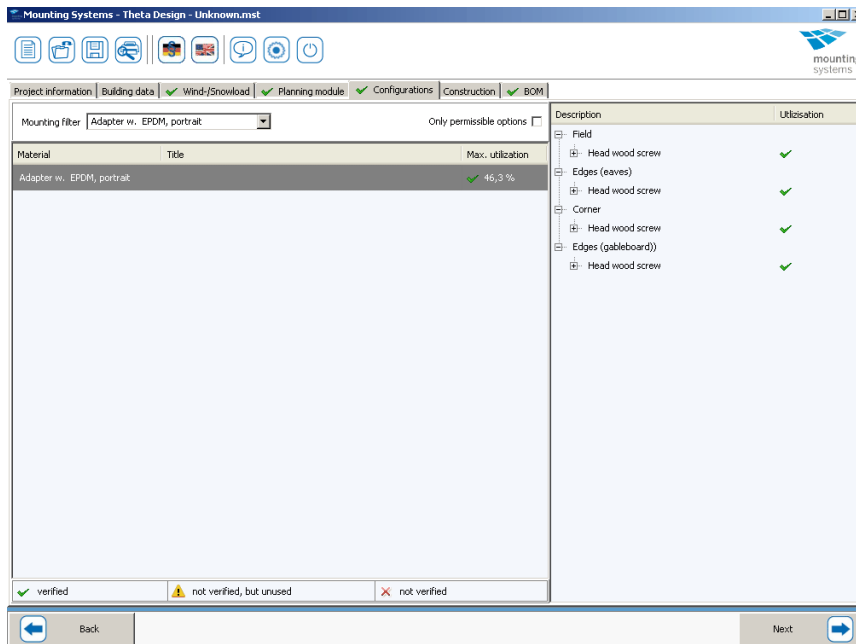 Mounting Systems - Theta Design - Unknown.mst
mounting
systems
Project information Building data Wind-/Snowload Planning module Configurations Construction BOM
Mounting filter Adapter w. EPDM, portrait Only permissible options
Material Title Max. utilization
Adapter w. EPDM, portrait 46,3 %
Description Utlizisation
Field
Head wood screw
Edges (eaves)
Head wood screw
Corner
Head wood screw
Edges (gableboard))
Head wood screw
verified not verified, but unused not verified
Back Next